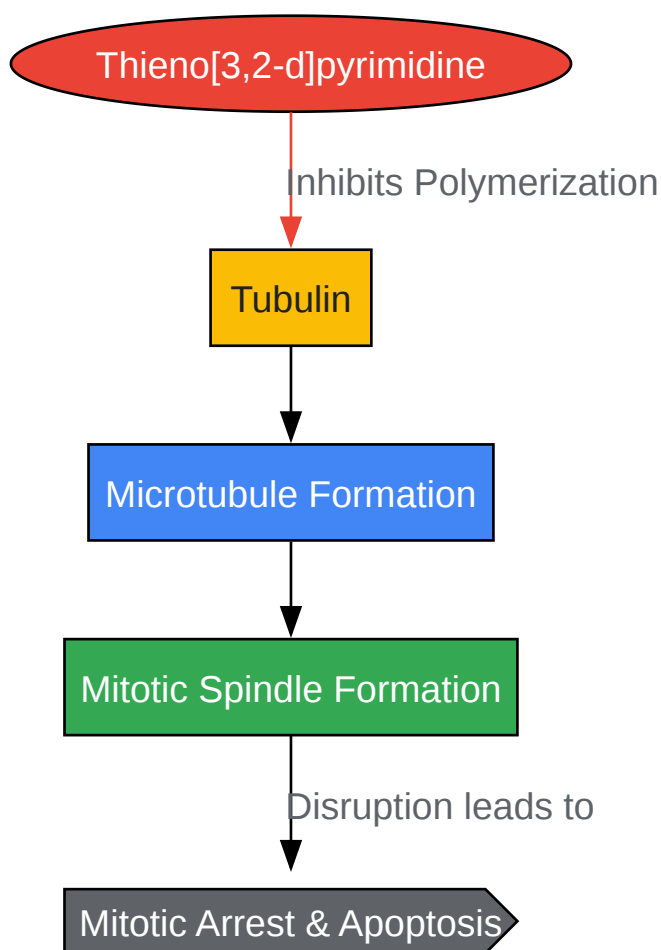 Thieno[3,2-d]pyrimidine
Inhibits Polymerization
Tubulin
Microtubule Formation
Mitotic Spindle Formation
Disruption leads to
Mitotic Arrest & Apoptosis